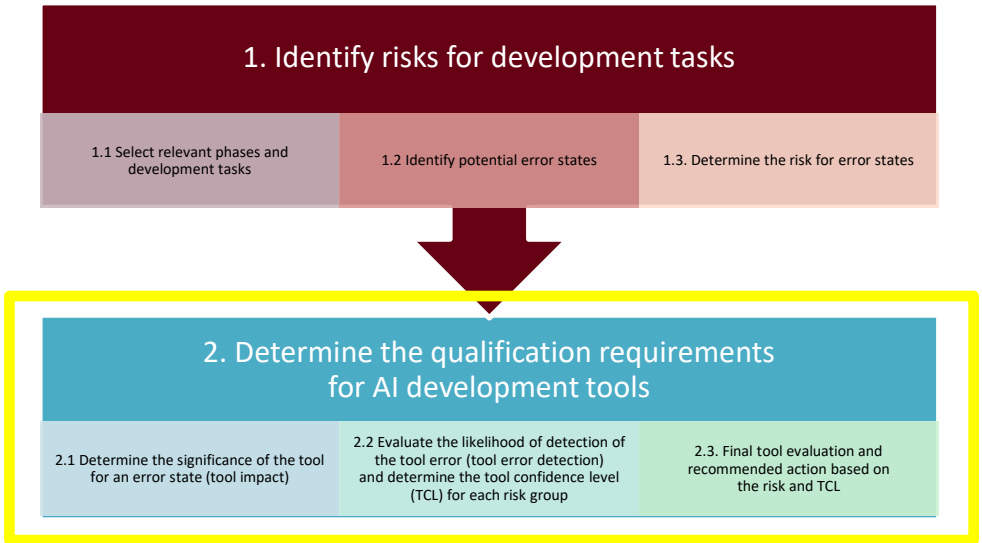 1. Identify risks for development tasks
1.1 Select relevant phases and
development tasks
1.2 Identify potential error states
1.3. Determine the risk for error states
2. Determine the qualification requirements
for AI development tools
2.1 Determine the significance of the tool
for an error state (tool impact)
2.2 Evaluate the likelihood of detection of
the tool error (tool error detection)
and determine the tool confidence level
(TCL) for each risk group
2.3. Final tool evaluation and
recommended action based on
the risk and TCL